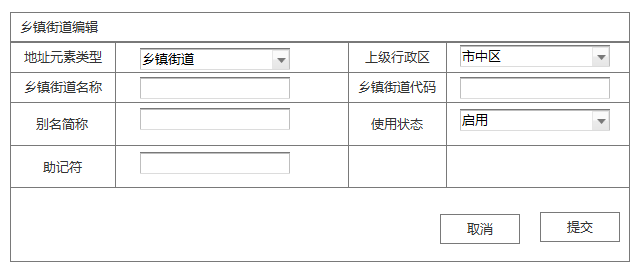 乡镇街道编辑
地址元素类型 乡镇街道 上级行政区 市中区
乡镇街道名称 乡镇街道代码
别名简称 使用状态 启用
助记符
取消 提交